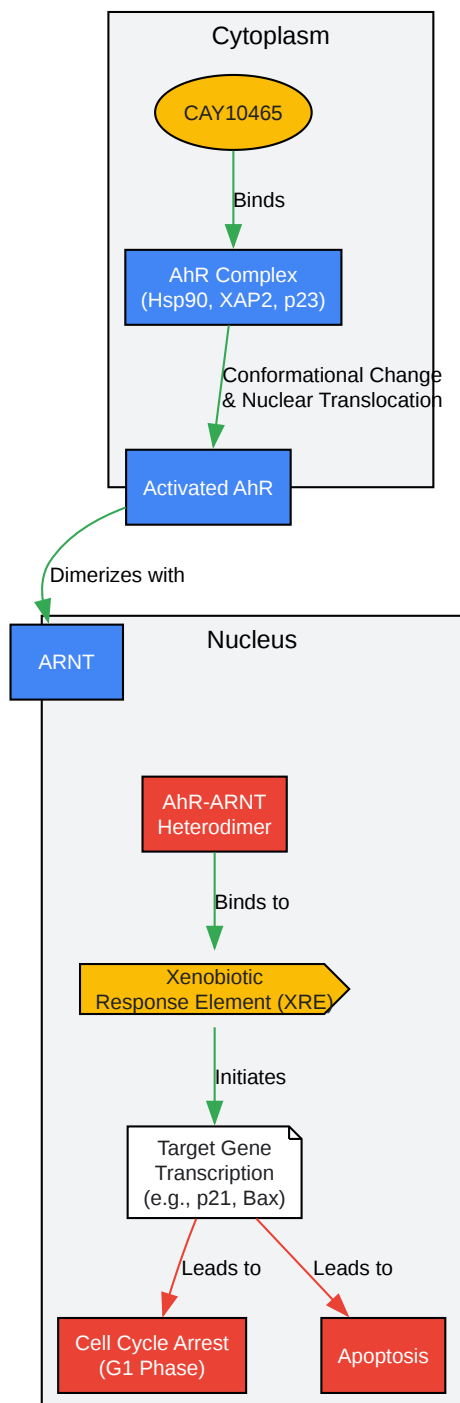 Cytoplasm
CAY10465
Binds
AhR Complex
(Hsp90, XAP2, p23)
Conformational Change
& Nuclear Translocation
Activated AhR
Dimerizes with
Nucleus
ARNT
AhR-ARNT
Heterodimer
Binds to
Xenobiotic
Response Element (XRE)
Initiates
Target Gene
Transcription
(e.g., p21, Bax)
Leads to
Leads to
Cell Cycle Arrest
(G1 Phase)
Apoptosis